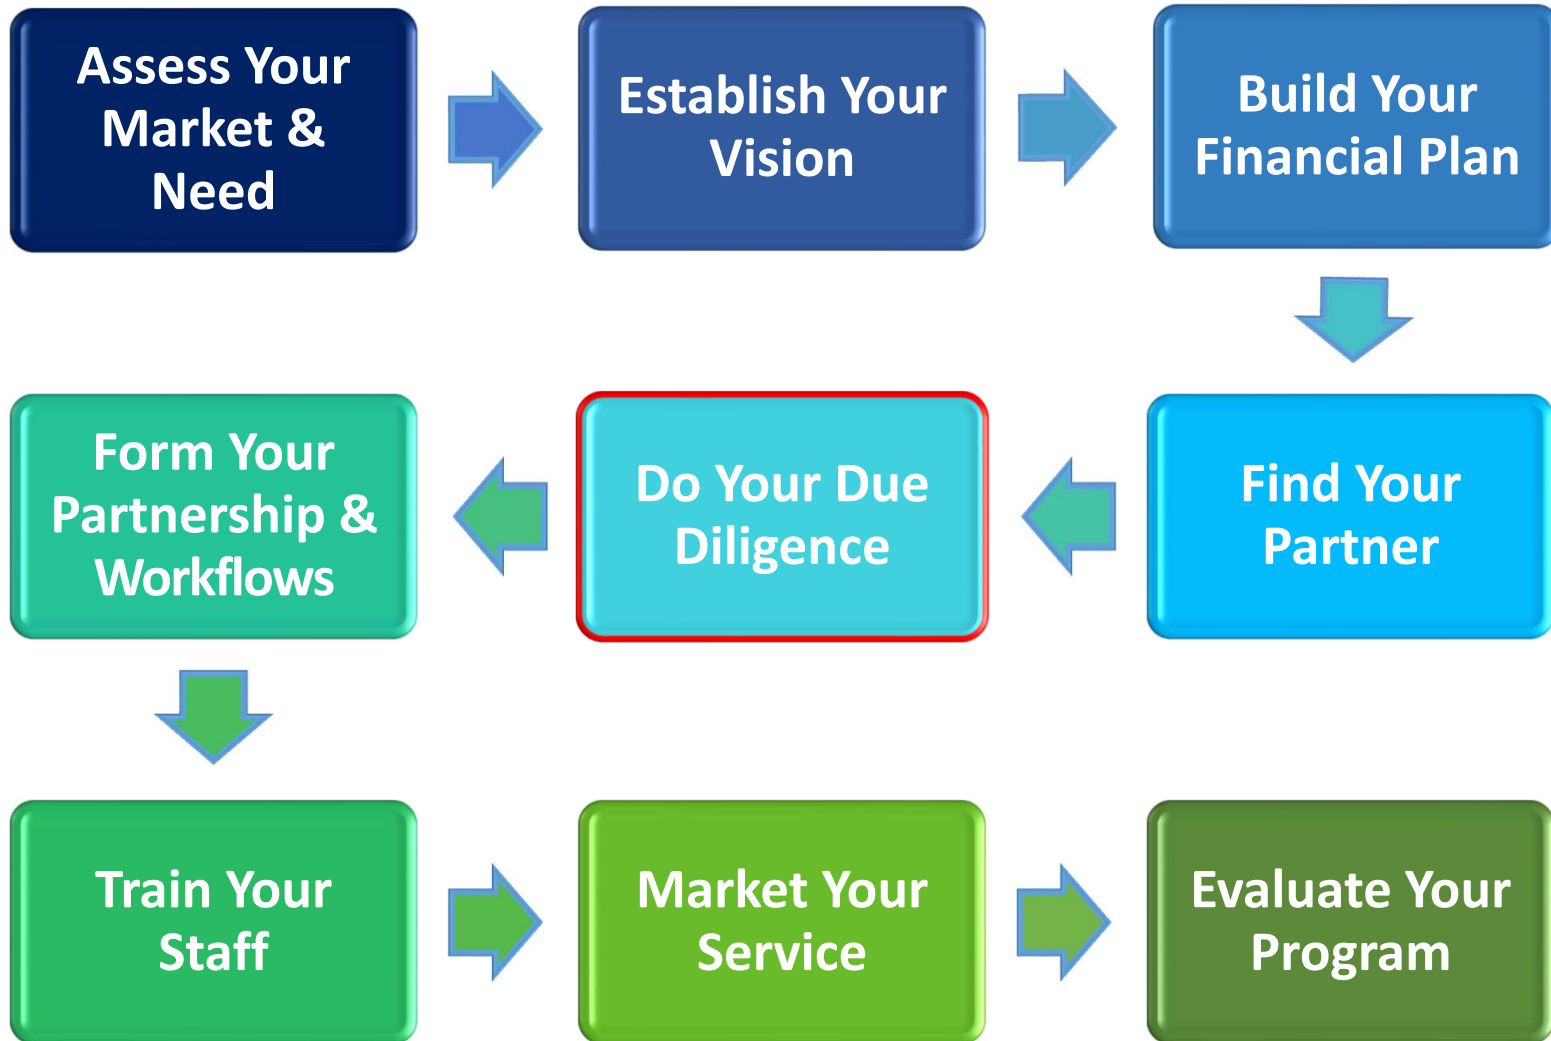 Assess Your
Market &
Need
Establish Your
Vision
Build Your
Financial Plan
Find Your
Partner
Do Your Due
Diligence
Form Your
Partnership &
Workflows
Train Your
Staff
Market Your
Service
Evaluate Your
Program